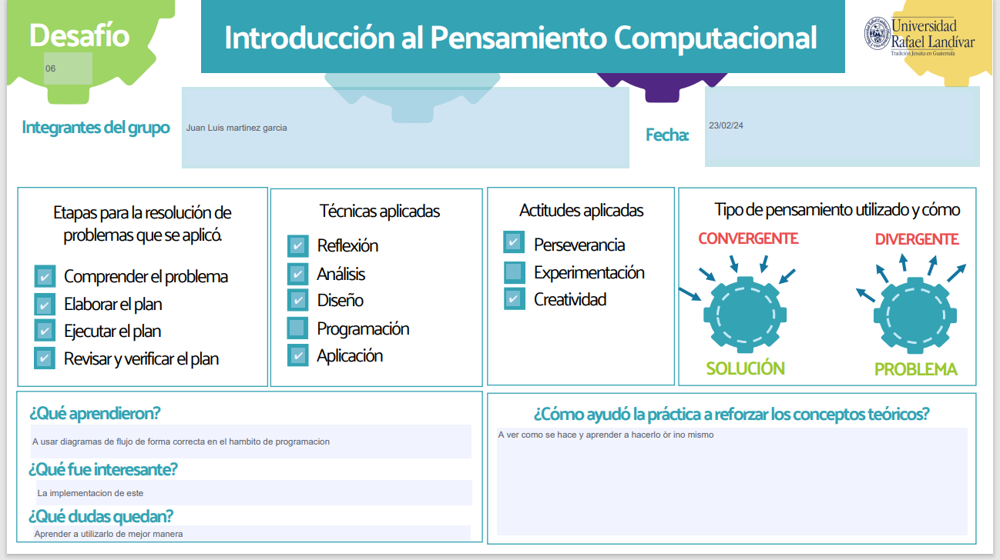 Desafío
06
Introducción al Pensamiento Computacional
Universidad
Rafael Landívar
Tradición Jesuita en Guatemala
Integrantes del grupo
Juan Luis martinez garcia
Fecha:
23/02/24
Etapas para la resolución de
problemas que se aplicó.
Comprender el problema
Elaborar el plan
Ejecutar el plan
Revisar y verificar el plan
Técnicas aplicadas
Reflexión
Análisis
Diseño
Programación
Aplicación
Actitudes aplicadas
Perseverancia
Experimentación
Creatividad
Tipo de pensamiento utilizado y cómo
CONVERGENTE
DIVERGENTE
SOLUCIÓN
PROBLEMA
¿Qué aprendieron?
A usar diagramas de flujo de forma correcta en el hambito de programacion
¿Qué fue interesante?
La implementacion de este
¿Qué dudas quedan?
Aprender a utilizarlo de mejor manera
¿Cómo ayudó la práctica a reforzar los conceptos teóricos?
A ver como se hace y aprender a hacerlo òr ino mismo